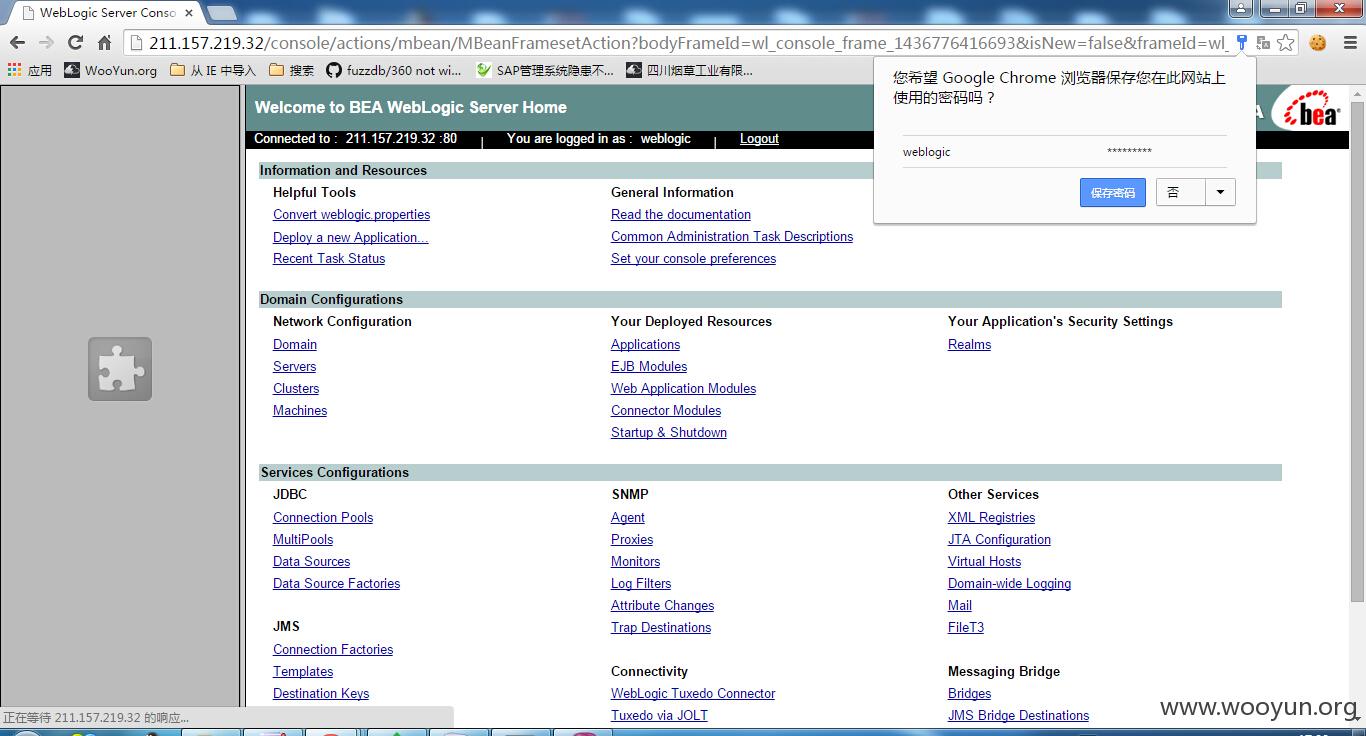 WebLogic Server Conso
211.157.219.32/console/actions/mbean/MBeanFramesetAction?bodyFrameId=wl_console_frame_1436776416693&isNew=false&frameId=wl_
应用 WooYun.org 从 IE 中导入 搜索 fuzzdb/360 not wi... SAP管理系统隐患不... 四川烟草工业有限...
您希望 Google Chrome 浏览器保存您在此网站上
使用的密码吗？
weblogic *********
保存密码 否
Welcome to BEA WebLogic Server Home
bea
Connected to : 211.157.219.32 :80 | You are logged in as : weblogic | Logout
Information and Resources
Helpful Tools General Information
Convert weblogic.properties Read the documentation
Deploy a new Application... Common Administration Task Descriptions
Recent Task Status Set your console preferences
Domain Configurations
Network Configuration Your Deployed Resources Your Application's Security Settings
Domain Applications Realms
Servers EJB Modules
Clusters Web Application Modules
Machines Connector Modules
Startup & Shutdown
Services Configurations
JDBC SNMP Other Services
Connection Pools Agent XML Registries
MultiPools Proxies JTA Configuration
Data Sources Monitors Virtual Hosts
Data Source Factories Log Filters Domain-wide Logging
Attribute Changes Mail
JMS Trap Destinations FileT3
Connection Factories
Templates Connectivity Messaging Bridge
Destination Keys WebLogic Tuxedo Connector Bridges
Tuxedo via JOLT JMS Bridge Destinations
正在等待 211.157.219.32 的响应...
www.wooyun.org